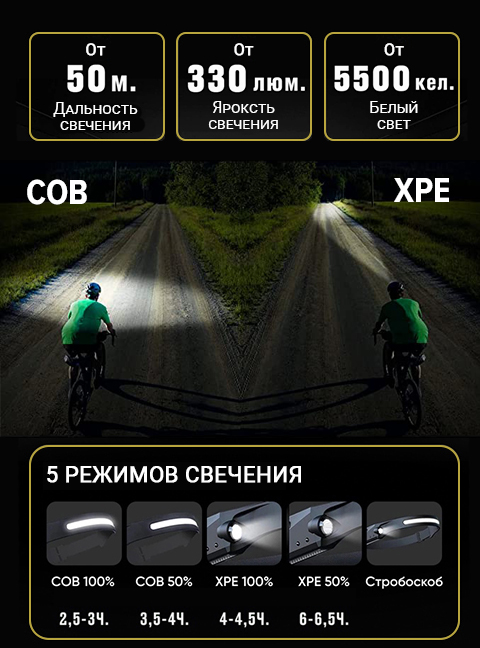 От
50 м.
Дальность
свечения
От
330 люм.
Яроксть
свечения
От
5500 кел.
Белый
свет
COB
XPE
5 РЕЖИМОВ СВЕЧЕНИЯ
COB 100%
COB 50%
XPE 100%
XPE 50%
Стробоскоб
2,5-3Ч.
3,5-4Ч.
4-4,5Ч.
6-6,5Ч.